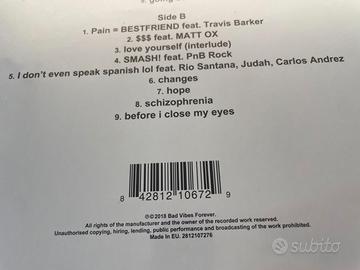 9. going
Side B
1. Pain = BESTFRIEND feat. Travis Barker
2. $$$ feat. MATT OX
3. love yourself (interlude)
4. SMASH! feat. PnB Rock
5. I don't even speak spanish lol feat. Rio Santana, Judah, Carlos Andrez
6. changes
7. hope
8. schizophrenia
9. before i close my eyes
8 42812 10672 9
℗ © 2018 Bad Vibes Forever.
All rights of the manufacturer and the owner of the recorded work reserved.
Unauthorised copying, hiring, lending, public performance and broadcasting of the work prohibited.
Made In EU. 2812107276
subito